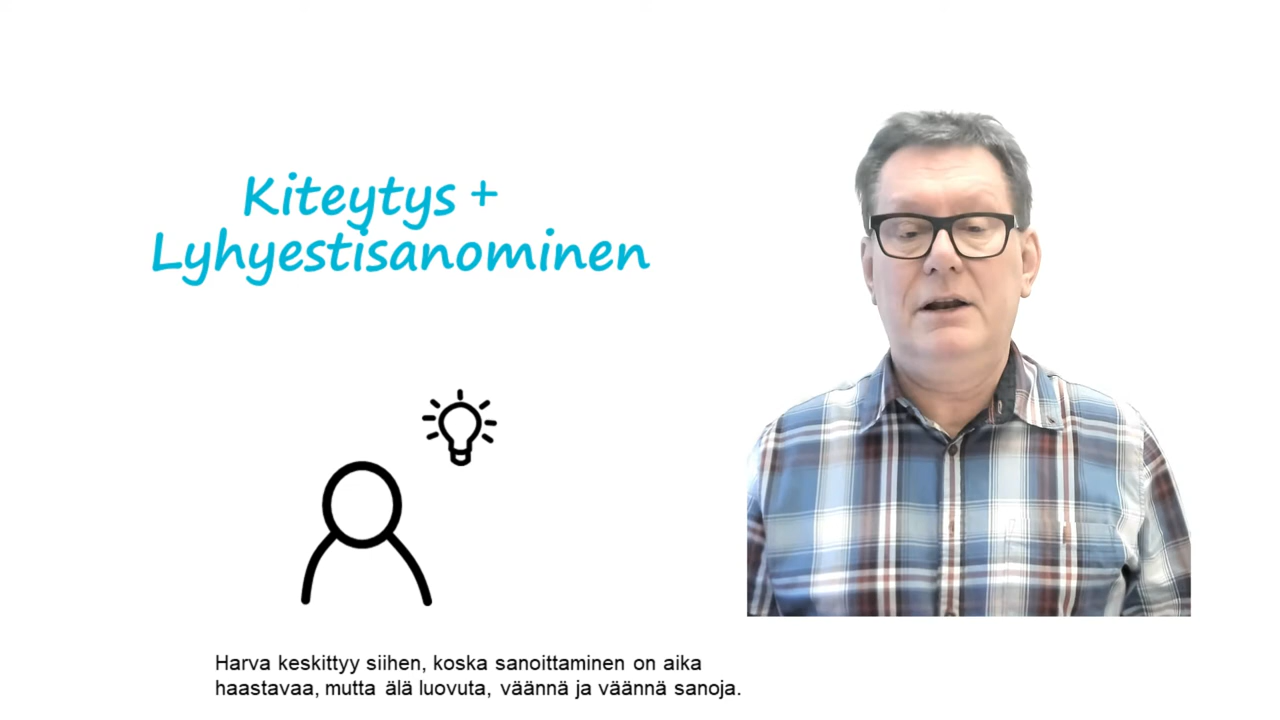 Kiteytys +
Lyhyestisanominen
Harva keskittyy siihen, koska sanoittaminen on aika
haastavaa, mutta älä luovuta, väännä ja väännä sanoja.